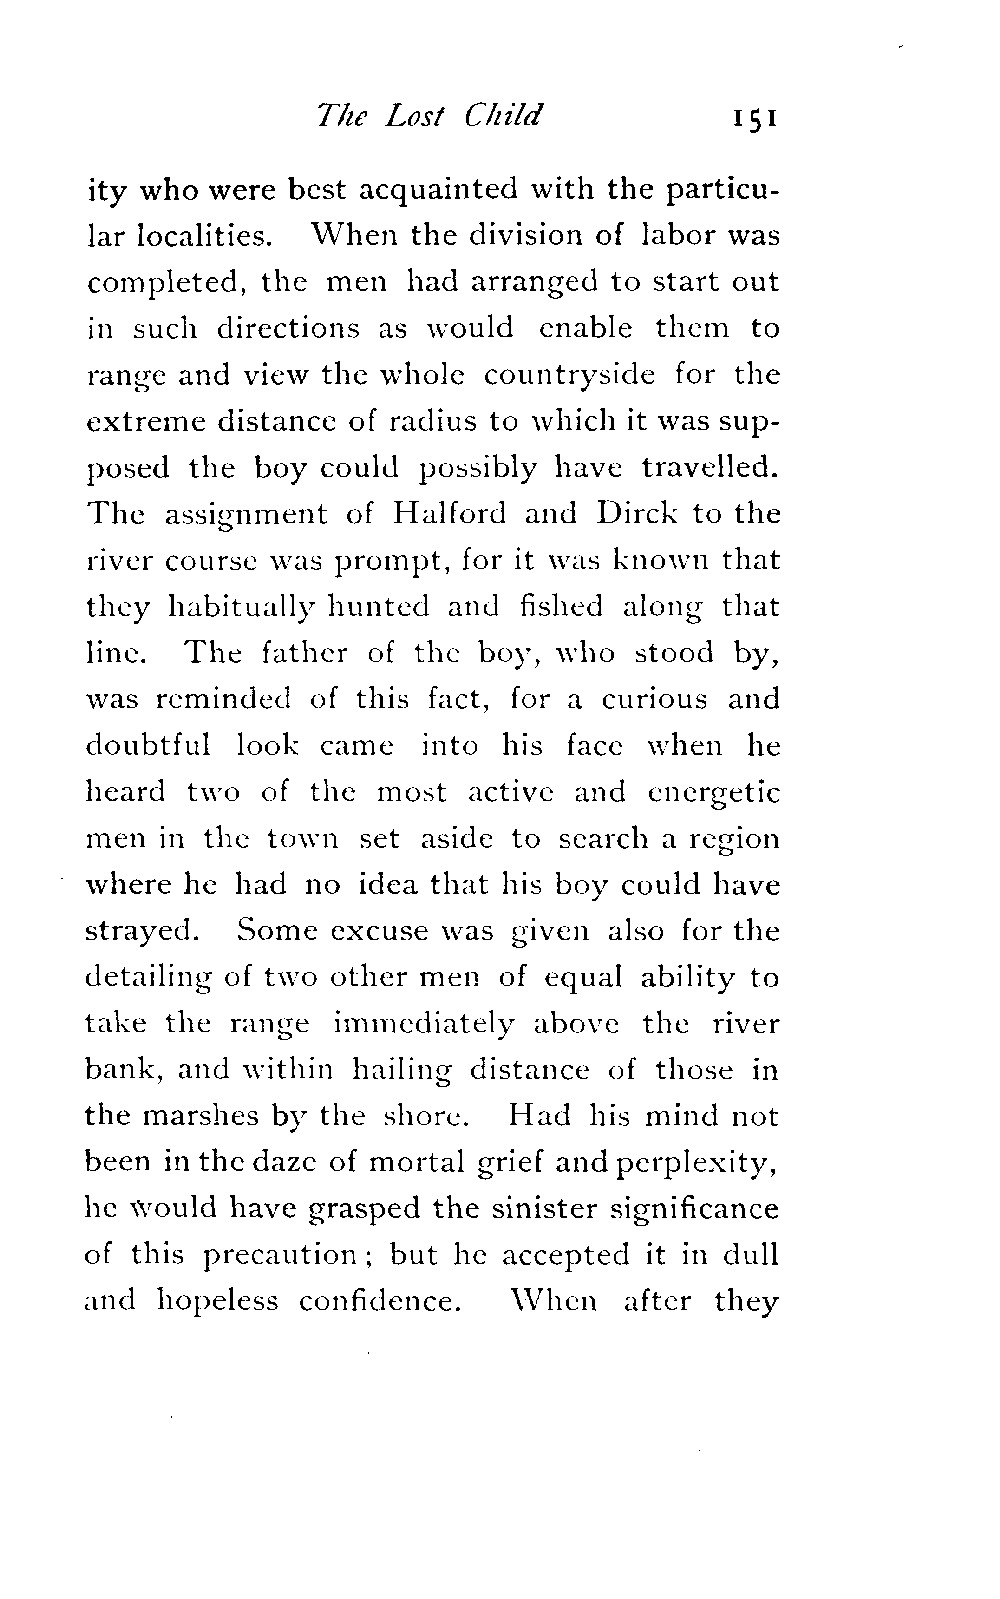 The Lost Child 151
ity who were best acquainted with the particu-
lar localities. When the division of labor was
completed, the men had arranged to start out
in such directions as would enable them to
range and view the whole countryside for the
extreme distance of radius to which it was sup-
posed the boy could possibly have travelled.
The assignment of Halford and Dirck to the
river course was prompt, for it was known that
they habitually hunted and fished along that
line. The father of the boy, who stood by,
was reminded of this fact, for a curious and
doubtful look came into his face when he
heard two of the most active and energetic
men in the town set aside to search a region
where he had no idea that his boy could have
strayed. Some excuse was given also for the
detailing of two other men of equal ability to
take the range immediately above the river
bank, and within hailing distance of those in
the marshes by the shore. Had his mind not
been in the daze of mortal grief and perplexity,
he would have grasped the sinister significance
of this precaution ; but he accepted it in dull
and hopeless confidence. When after they